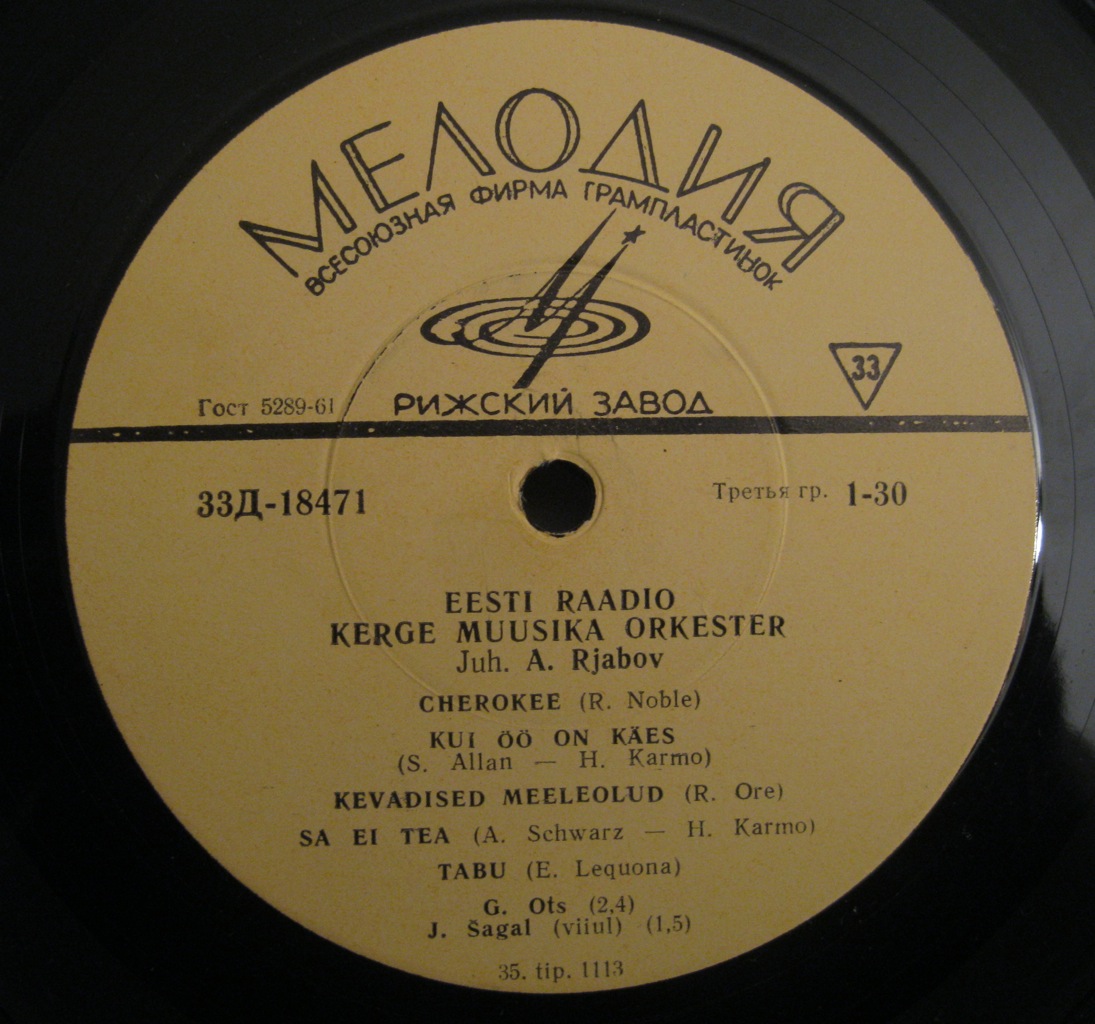 МЕЛОДИЯ
ВСЕСОЮЗНАЯ ФИРМА ГРАМПЛАСТИНОК
33
Гост 5289-61
РИЖСКИЙ ЗАВОД
33Д-18471
Третья гр. 1-30
EESTI RAADIO
KERGE MUUSIKA ORKESTER
Juh. A. Rjabov
CHEROKEE (R. Noble)
KUI ÖÖ ON KÄES
(S. Allan — H. Karmo)
KEVADISED MEELEOLUD (R. Ore)
SA EI TEA (A. Schwarz — H. Karmo)
TABU (E. Lequona)
G. Ots (2,4)
J. Šagal (viiul) (1,5)
35. tip. 1113